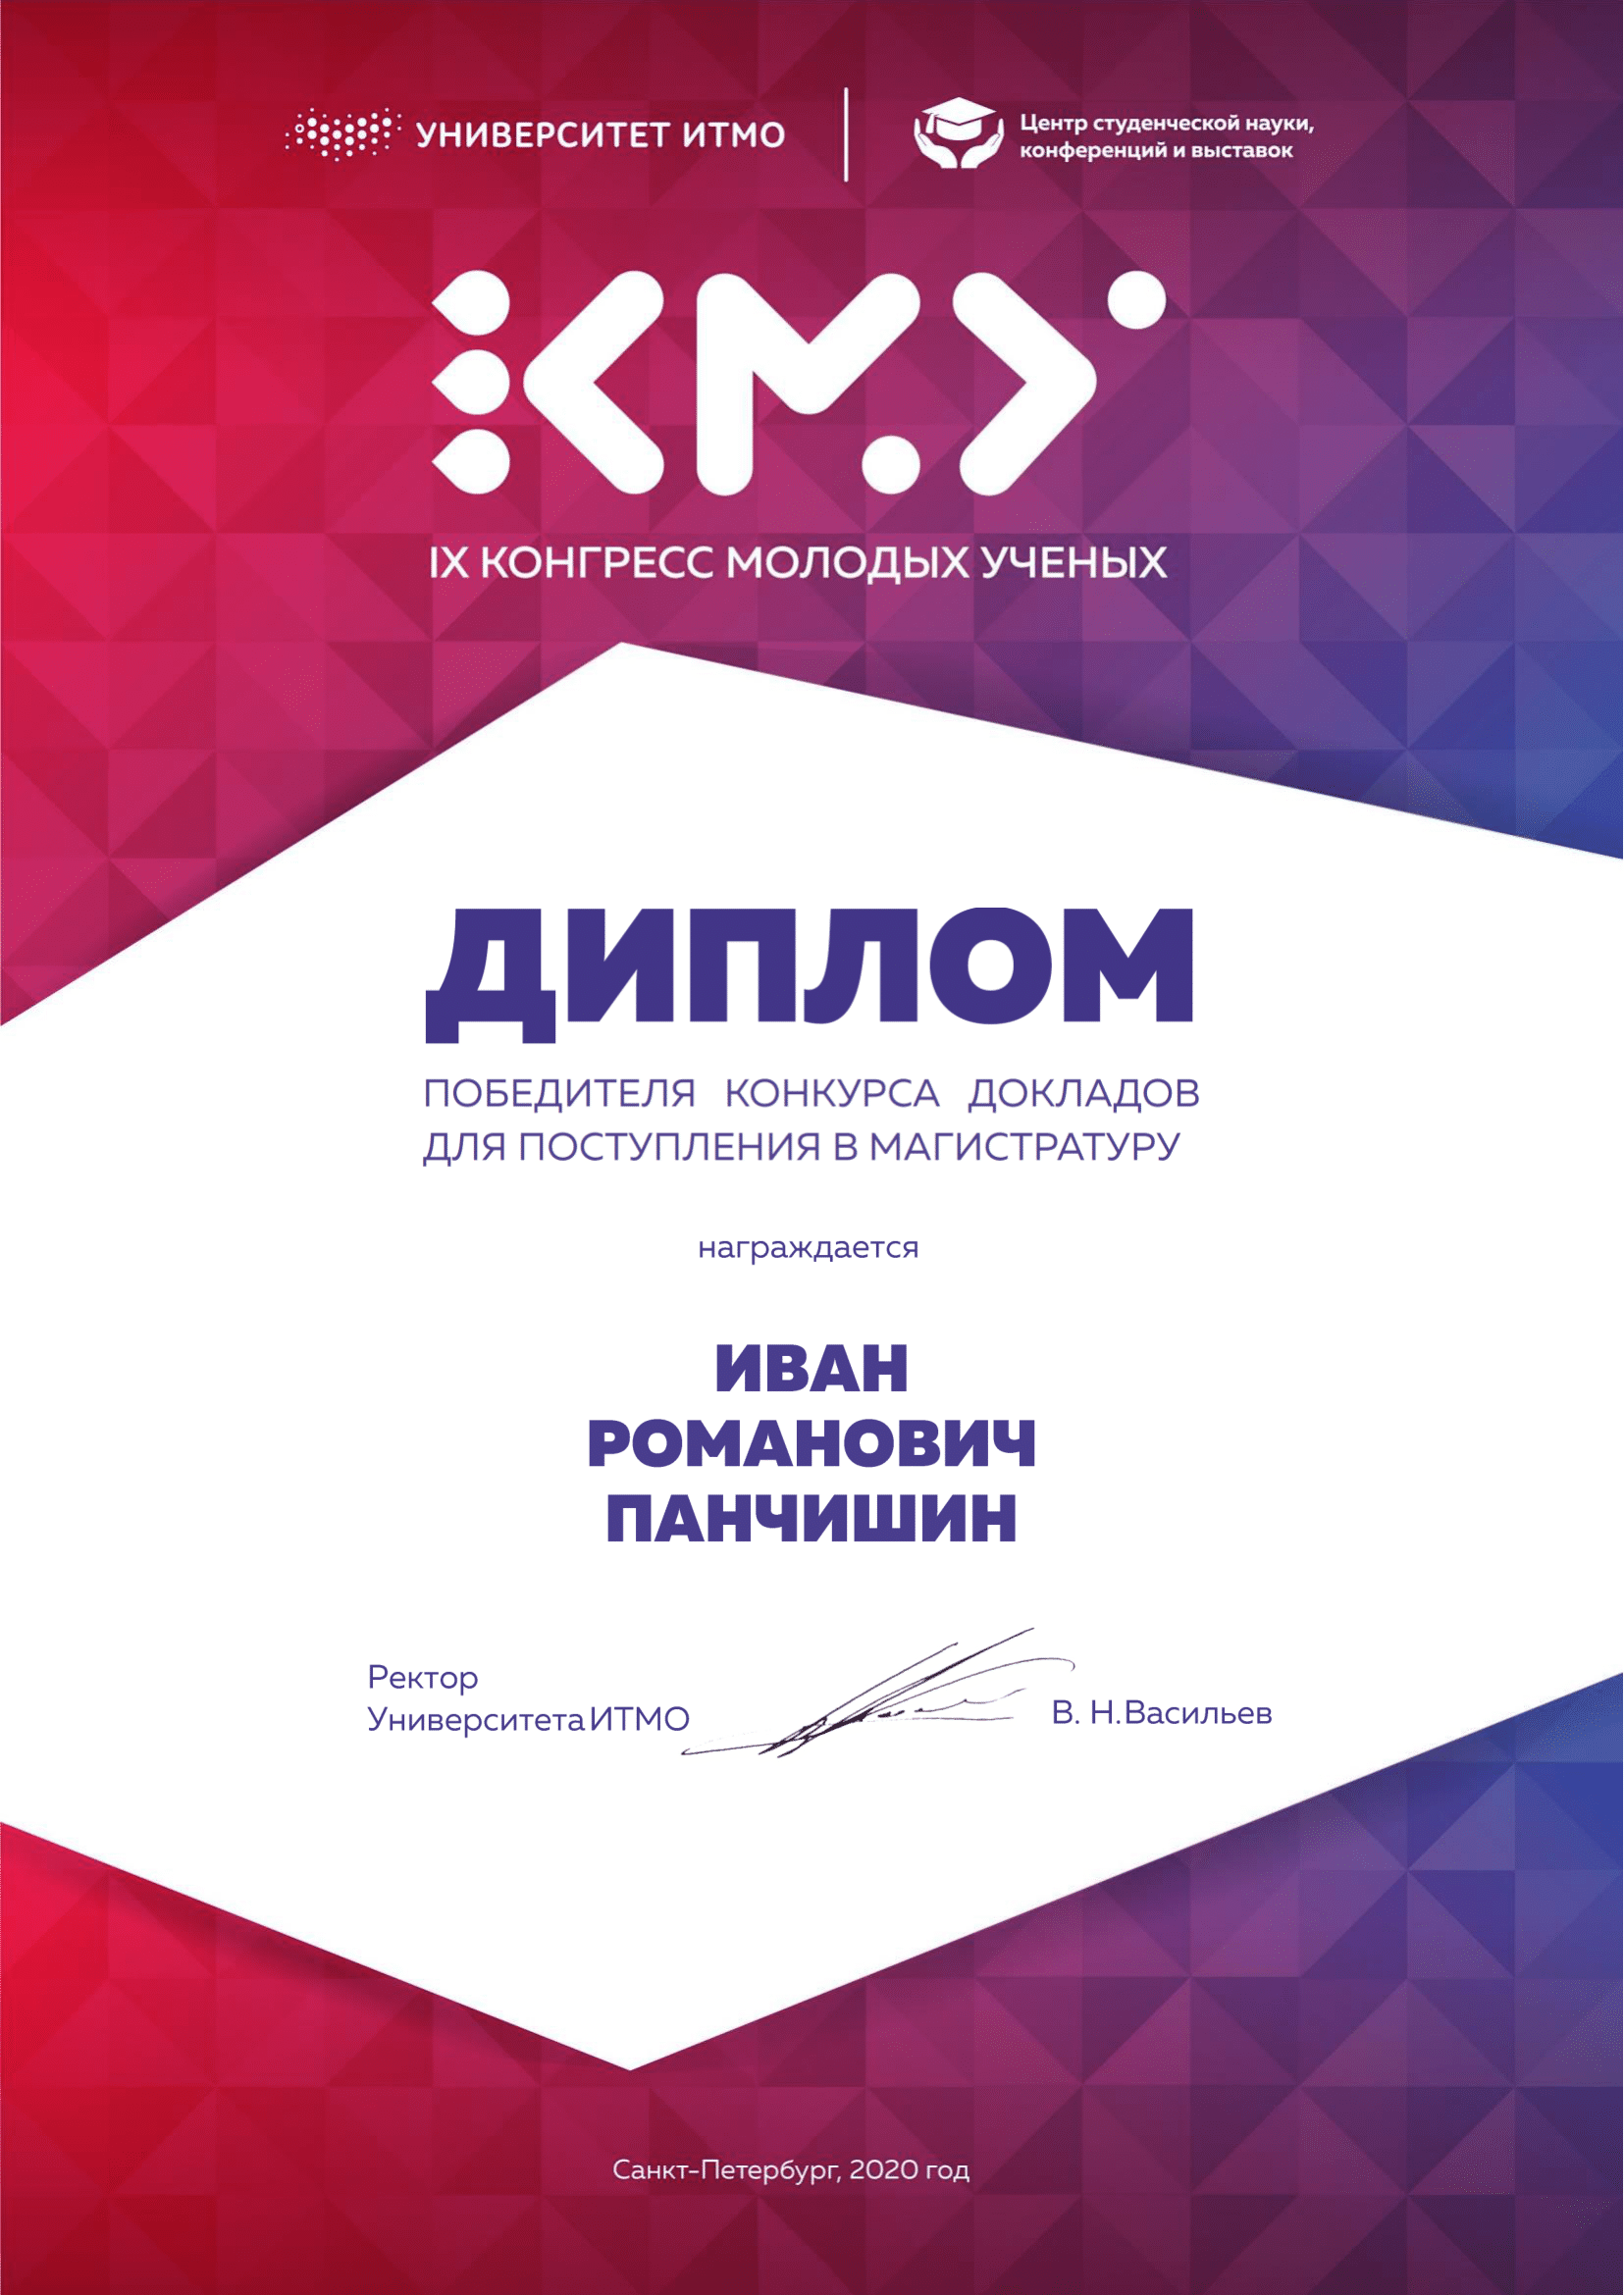 УНИВЕРСИТЕТ ИТМО
Центр студенческой науки,
конференций и выставок
КМУ
IX КОНГРЕСС МОЛОДЫХ УЧЕНЫХ
ДИПЛОМ
ПОБЕДИТЕЛЯ КОНКУРСА ДОКЛАДОВ
ДЛЯ ПОСТУПЛЕНИЯ В МАГИСТРАТУРУ
награждается
ИВАН
РОМАНОВИЧ
ПАНЧИШИН
Ректор
Университета ИТМО
В. Н.Васильев
Санкт-Петербург, 2020 год